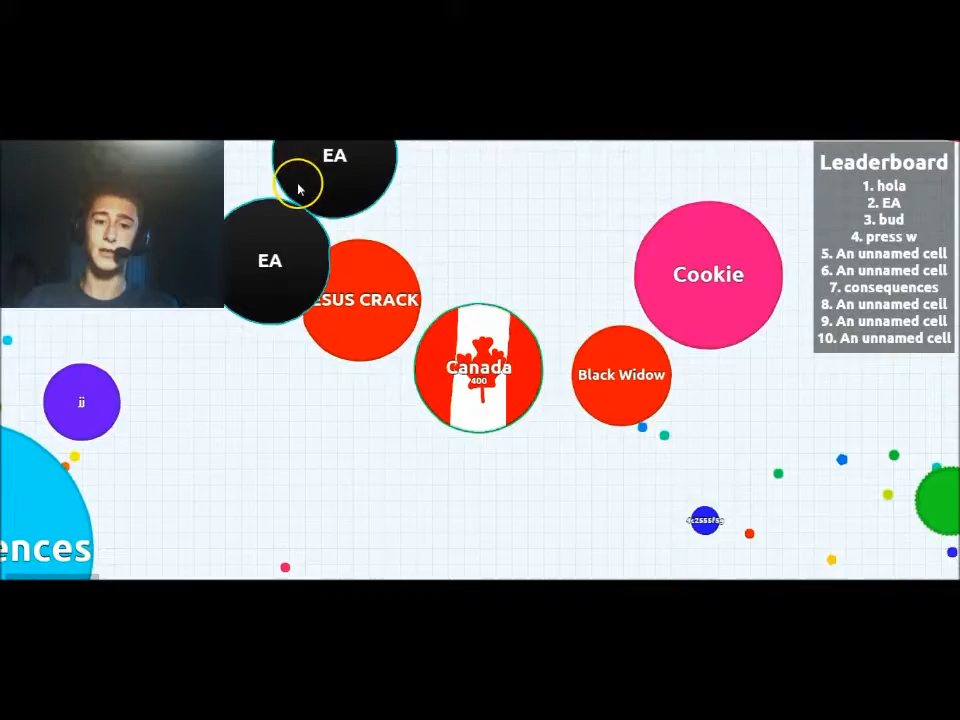 EA
EA
ESUS CRACK
Canada
400
Black Widow
Cookie
jj
ences
Leaderboard
1. hola
2. EA
3. bud
4. press w
5. An unnamed cell
6. An unnamed cell
7. consequences
8. An unnamed cell
9. An unnamed cell
10. An unnamed cell